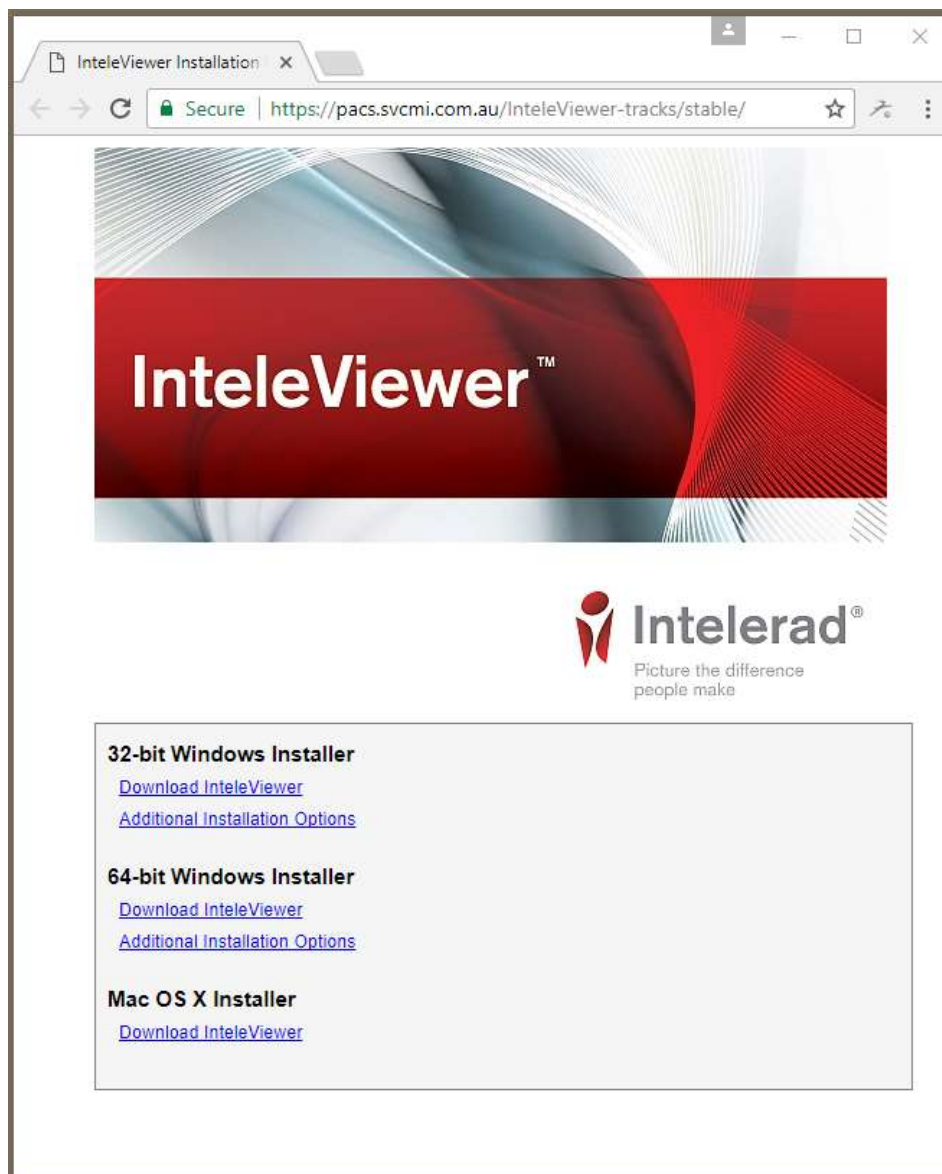 InteleViewer Installation
Secure | https://pacs.svcmi.com.au/InteleViewer-tracks/stable/
InteleViewer™
Intelerad®
Picture the difference
people make
32-bit Windows Installer
Download InteleViewer
Additional Installation Options
64-bit Windows Installer
Download InteleViewer
Additional Installation Options
Mac OS X Installer
Download InteleViewer